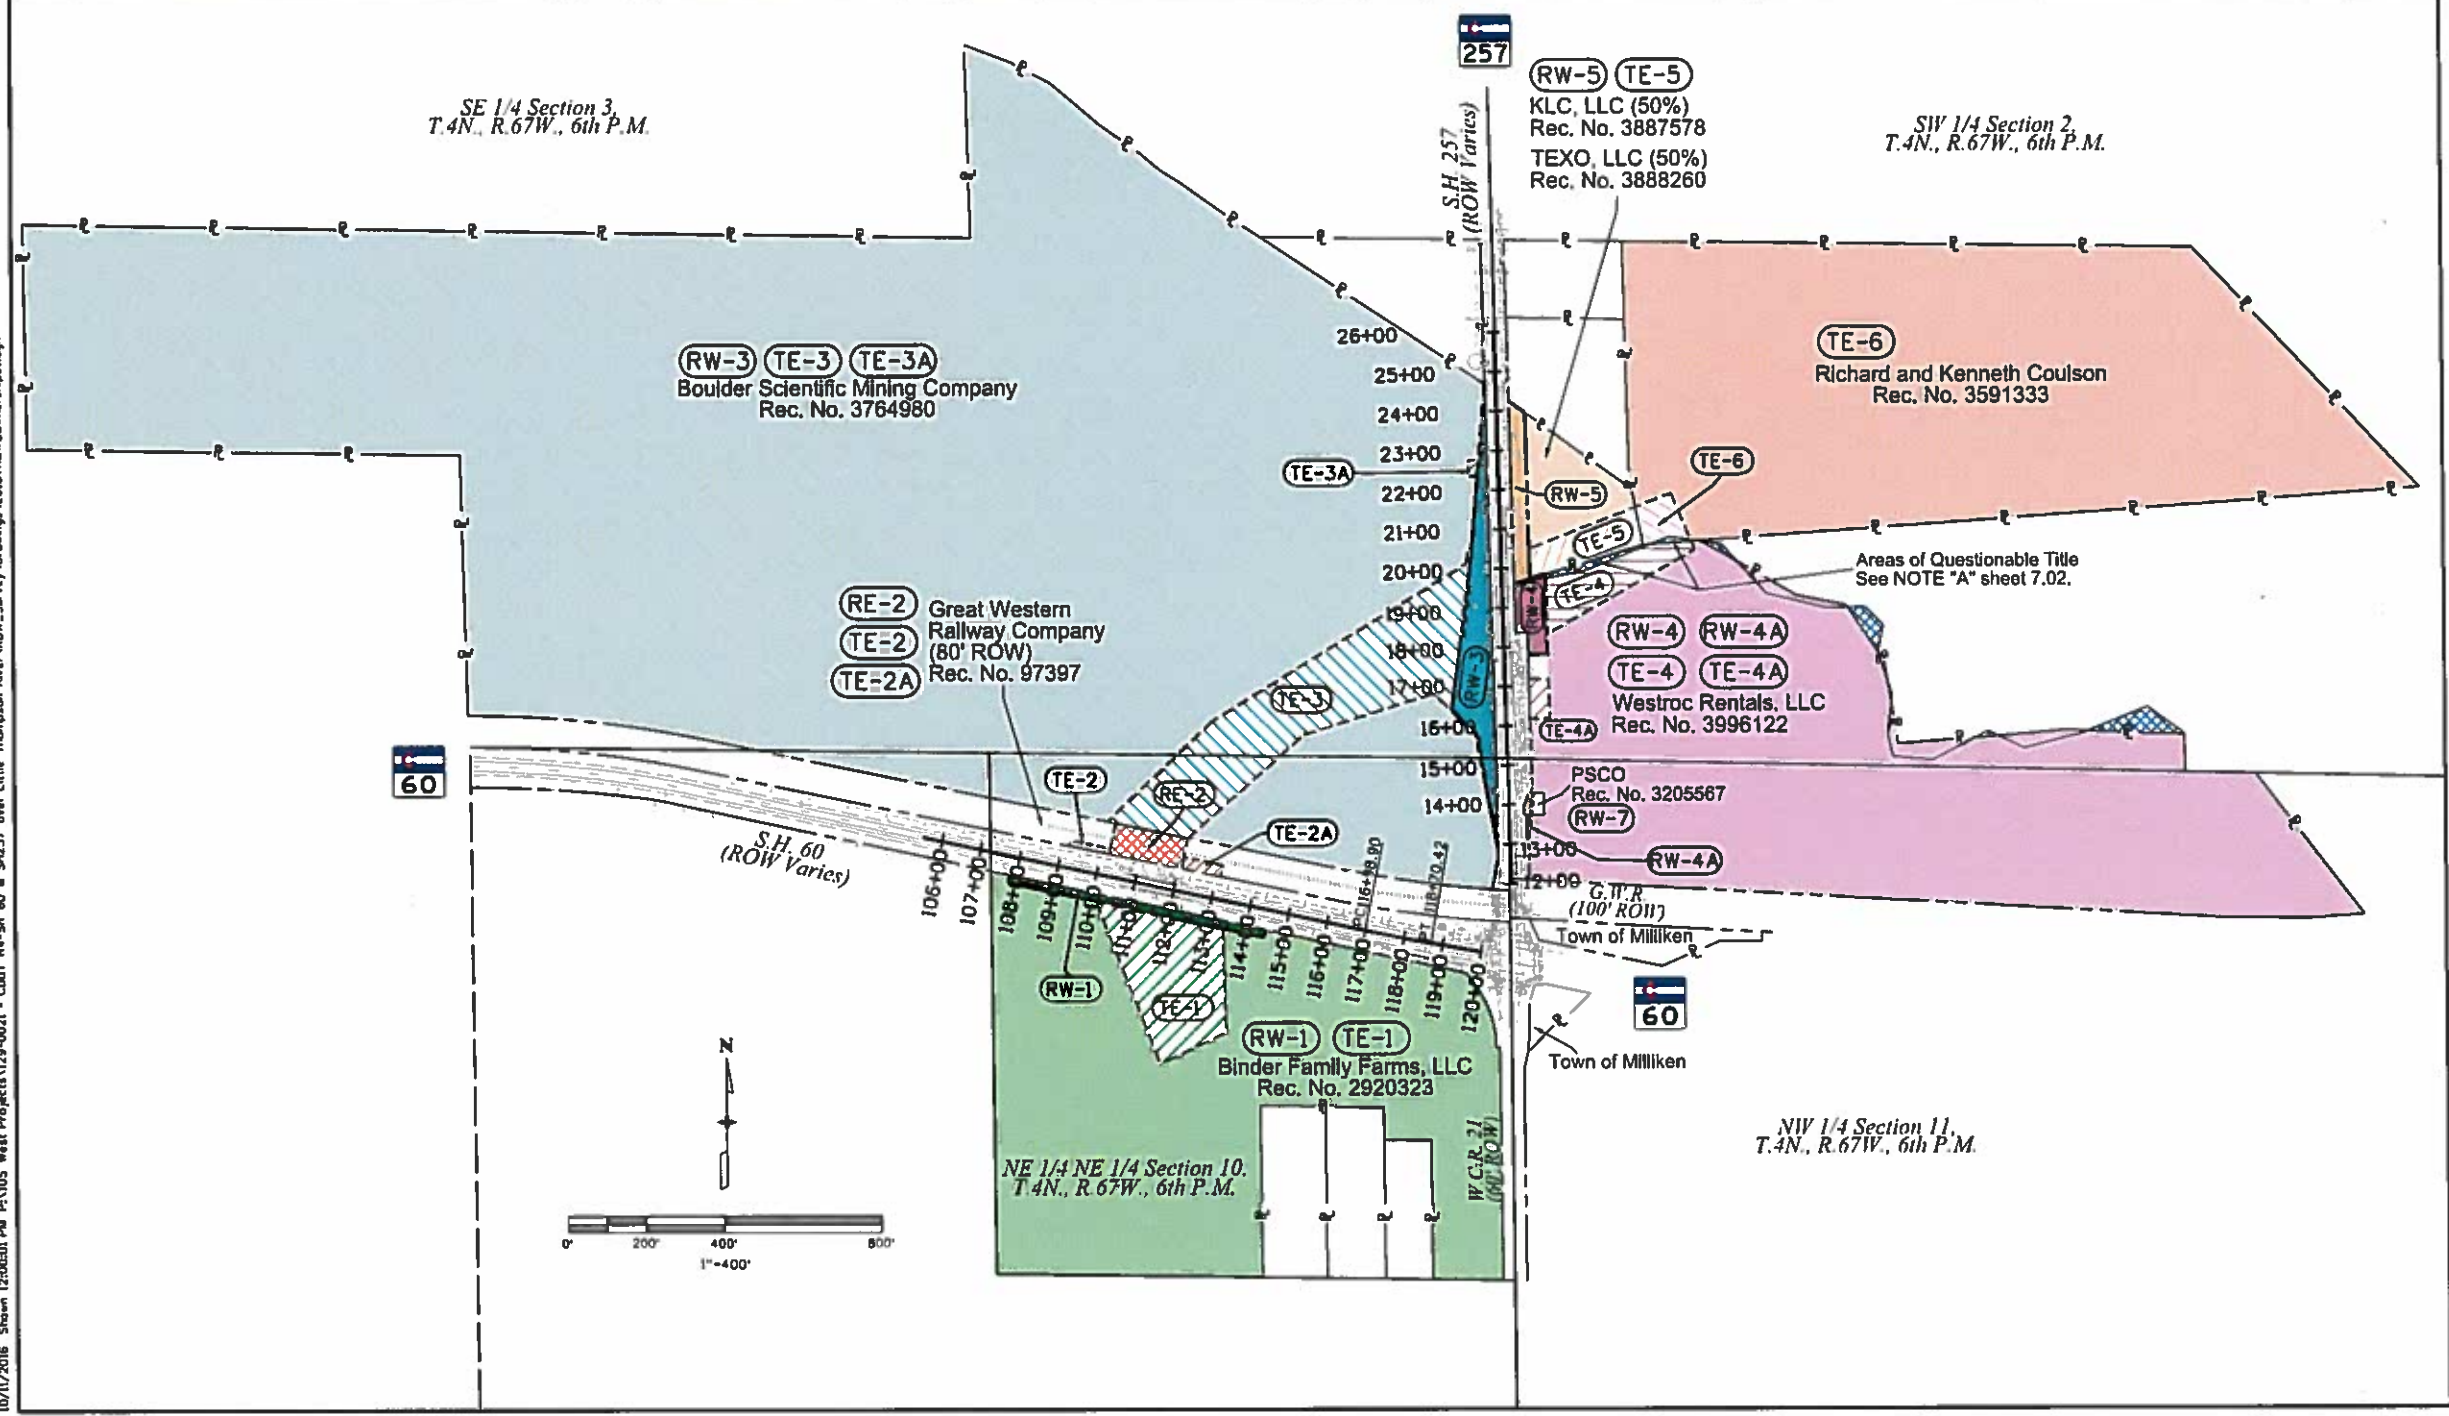 257
SE 1/4 Section 3,
T.4N., R.67W., 6th P.M.
S.H. 257
(ROW Varies)
RW-5 TE-5
KLC, LLC (50%)
Rec. No. 3887578
TEXO, LLC (50%)
Rec. No. 3888260
SW 1/4 Section 2,
T.4N., R.67W., 6th P.M.
RW-3 TE-3 TE-3A
Boulder Scientific Mining Company
Rec. No. 3764980
26+00
25+00
24+00
23+00
22+00
21+00
20+00
19+00
18+00
17+00
16+00
15+00
14+00
13+00
12+00
TE-3A
RW-5
TE-6
TE-6
Richard and Kenneth Coulson
Rec. No. 3591333
TE-5
TE-4
RW-4
Areas of Questionable Title
See NOTE "A" sheet 7.02.
RE-2
TE-2
TE-2A
Great Western
Railway Company
(80' ROW)
Rec. No. 97397
TE-3
RW-3
RW-4 RW-4A
TE-4 TE-4A
Westroc Rentals, LLC
Rec. No. 3996122
TE-4A
60
TE-2
RE-2
TE-2A
PSCO
Rec. No. 3205567
RW-7
RW-4A
S.H. 60
(ROW Varies)
G.W.R.
(100' ROW)
Town of Milliken
106+00
107+00
108+00
109+00
110+00
111+00
112+00
113+00
114+00
115+00
116+00
117+00
118+00
119+00
120+00
PT 118+70.42
RW-1
TE-1
60
Town of Milliken
RW-1 TE-1
Binder Family Farms, LLC
Rec. No. 2920323
N
W.C.R. 21
(60' ROW)
NE 1/4 NE 1/4 Section 10,
T.4N., R.67W., 6th P.M.
NW 1/4 Section 11,
T.4N., R.67W., 6th P.M.
0' 200' 400' 800'
1"-400'